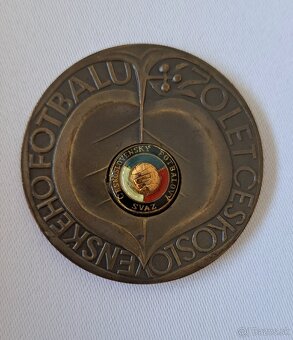 70 LET ČESKOSLOVENSKÉHO FOTBALU
ČESKOSLOVENSKÝ FOTBALOVÝ SVAZ